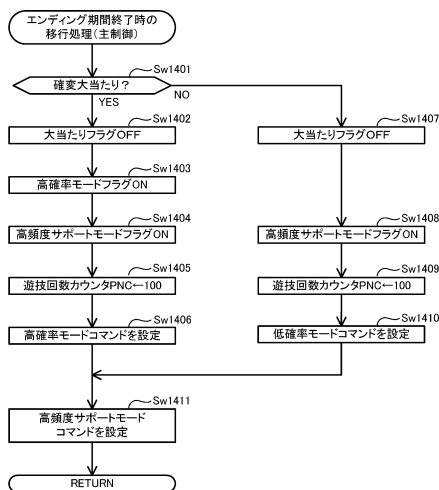 エンディング期間終了時の
移行処理(主制御)
Sw1401
確変大当たり？
YES
NO
Sw1402
大当たりフラグOFF
Sw1403
高確率モードフラグON
Sw1404
高頻度サポートモードフラグON
Sw1405
遊技回数カウンタPNC←100
Sw1406
高確率モードコマンドを設定
Sw1407
大当たりフラグOFF
Sw1408
高頻度サポートモードフラグON
Sw1409
遊技回数カウンタPNC←100
Sw1410
低確率モードコマンドを設定
Sw1411
高頻度サポートモード
コマンドを設定
RETURN